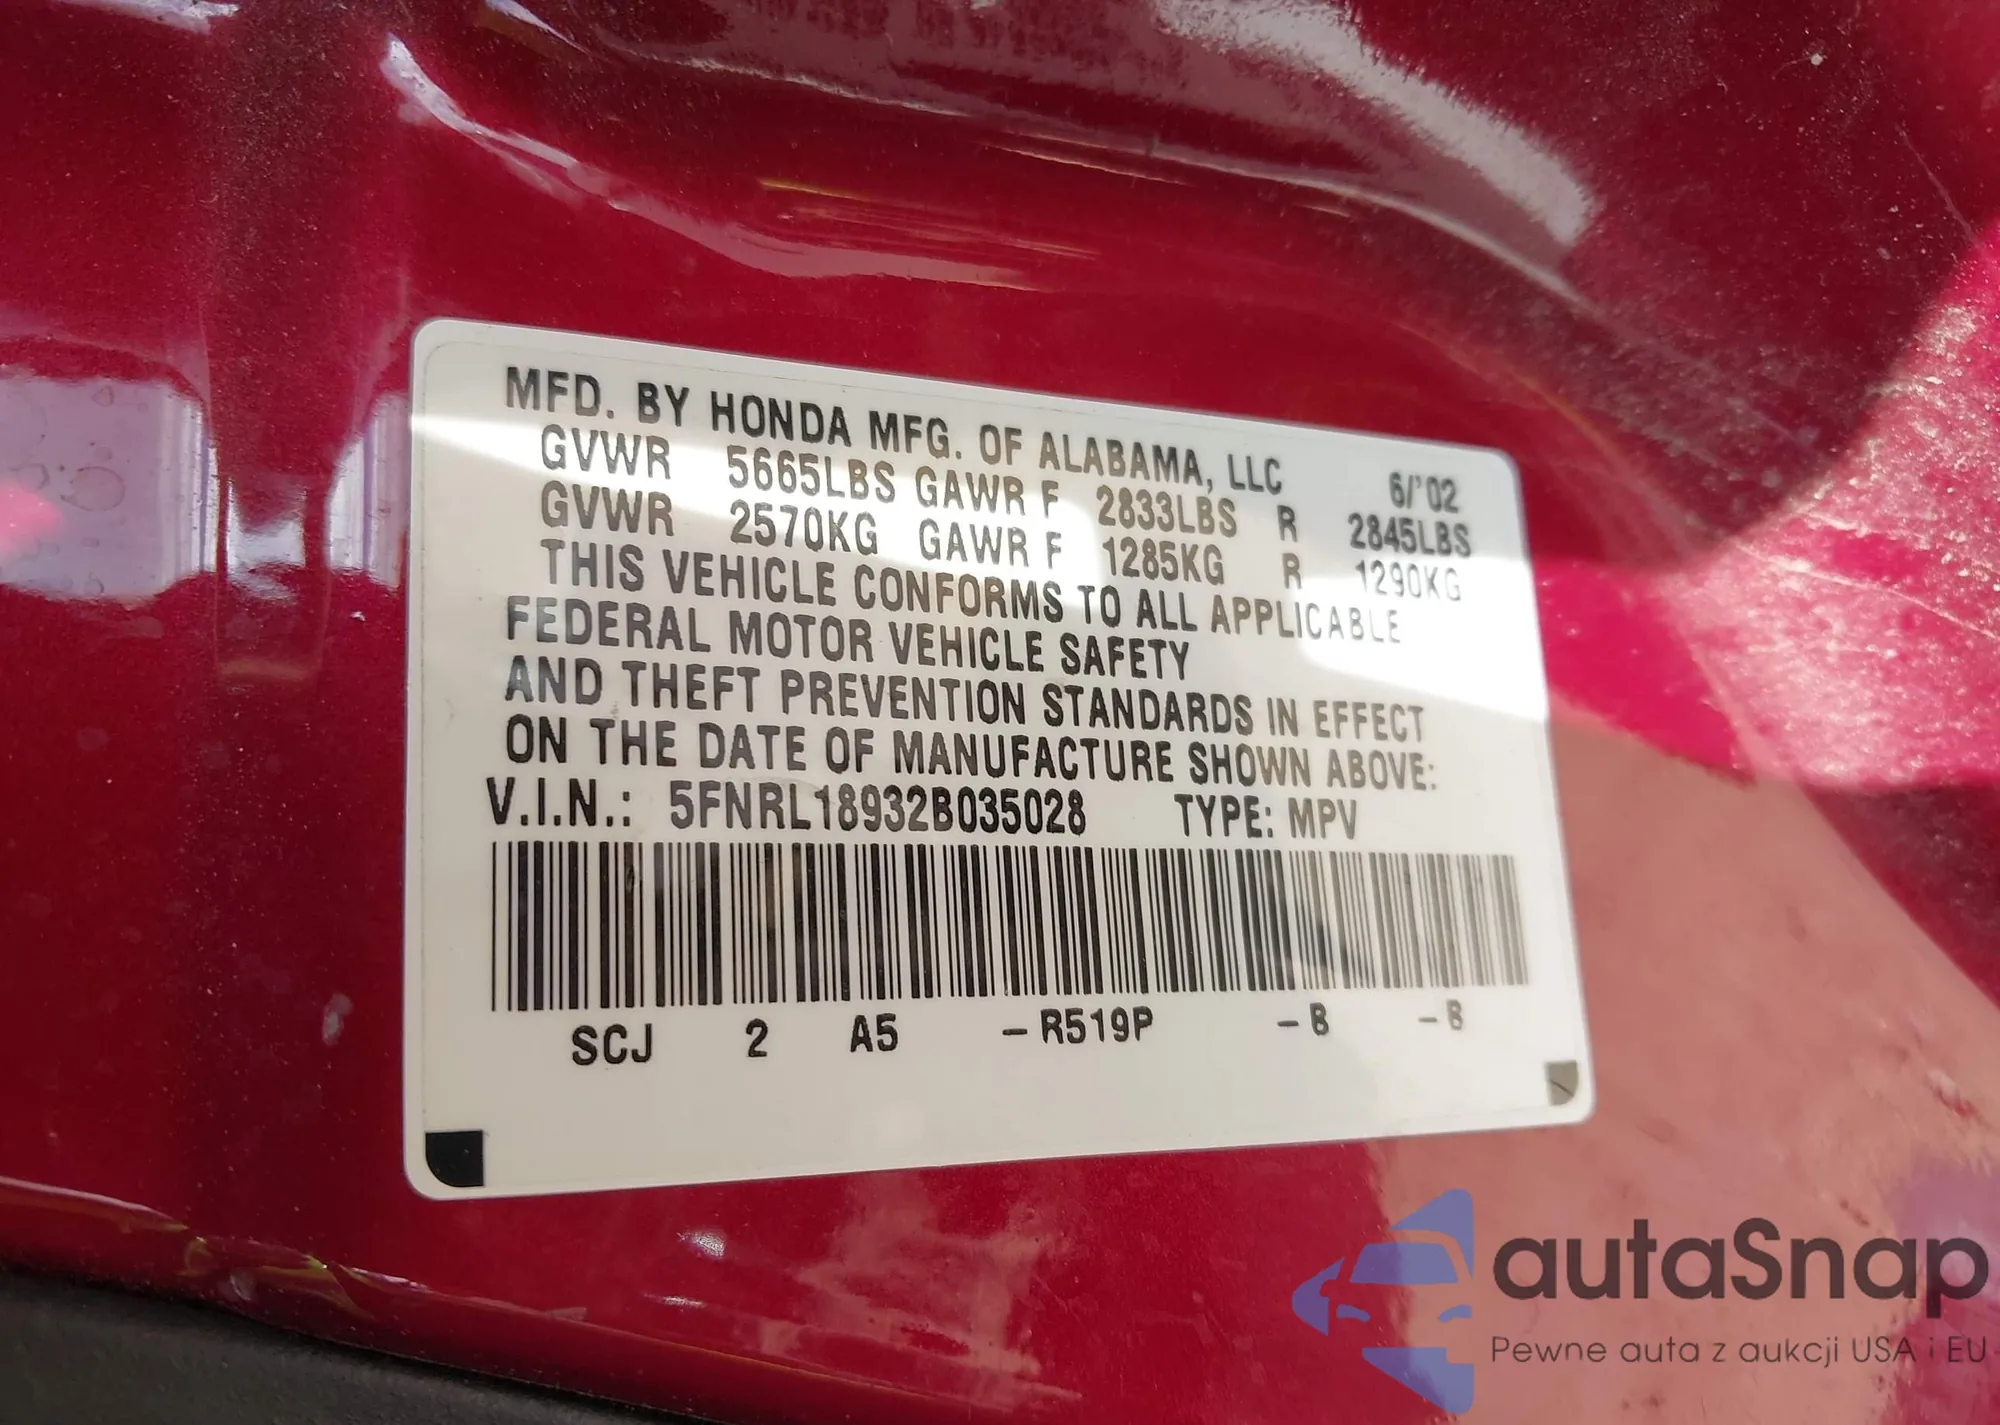 MFD. BY HONDA MFG. OF ALABAMA, LLC 6/'02
GVWR 5665LBS GAWR F 2833LBS R 2845LBS
GVWR 2570KG GAWR F 1285KG R 1290KG
THIS VEHICLE CONFORMS TO ALL APPLICABLE
FEDERAL MOTOR VEHICLE SAFETY
AND THEFT PREVENTION STANDARDS IN EFFECT
ON THE DATE OF MANUFACTURE SHOWN ABOVE:
V.I.N.: 5FNRL18932B035028 TYPE: MPV
SCJ 2 A5 –R519P –B –B
autaSnap
Pewne auta z aukcji USA i EU